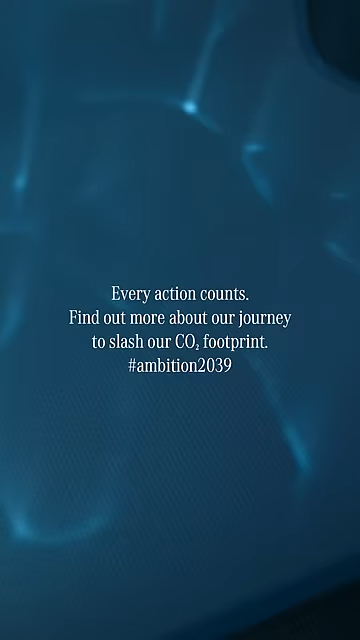 Every action counts.
Find out more about our journey
to slash our CO₂ footprint.
#ambition2039